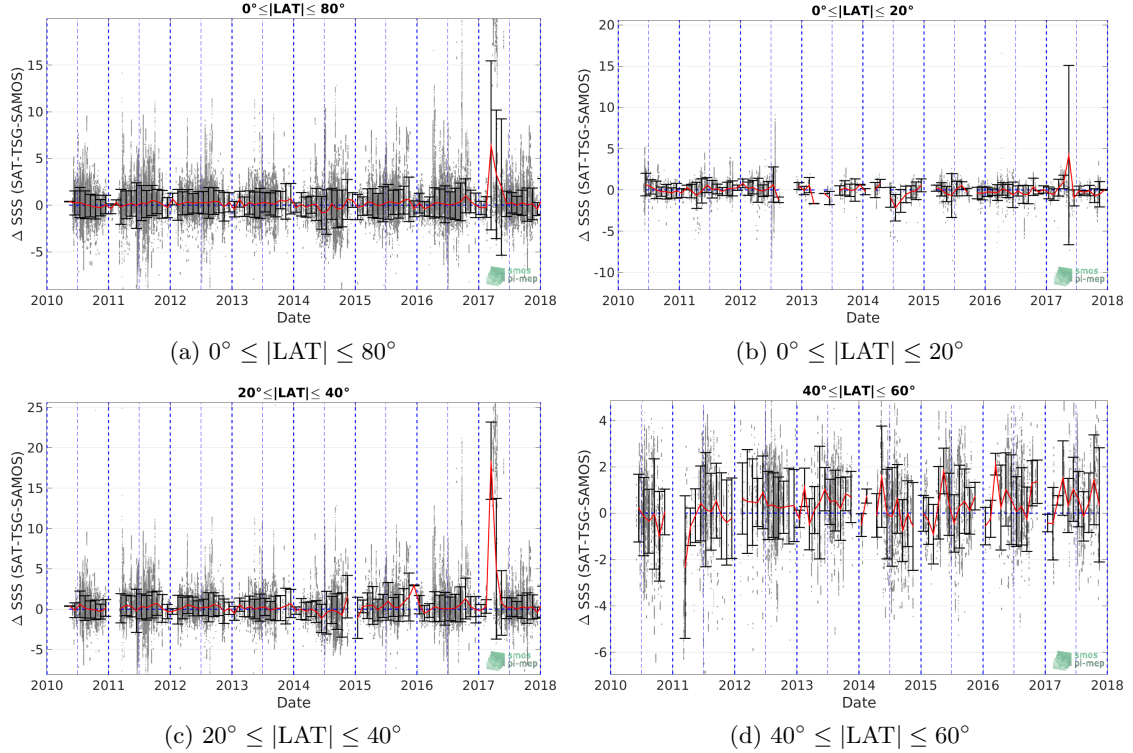 0°≤|LAT|≤ 80°
Δ SSS (SAT-TSG-SAMOS)
15
10
5
0
-5
2010 2011 2012 2013 2014 2015 2016 2017 2018
Date
smos
pi-mep
(a) 0° ≤ |LAT| ≤ 80°
0°≤|LAT|≤ 20°
Δ SSS (SAT-TSG-SAMOS)
20
15
10
5
0
-5
-10
2010 2011 2012 2013 2014 2015 2016 2017 2018
Date
smos
pi-mep
(b) 0° ≤ |LAT| ≤ 20°
20°≤|LAT|≤ 40°
Δ SSS (SAT-TSG-SAMOS)
25
20
15
10
5
0
-5
2010 2011 2012 2013 2014 2015 2016 2017 2018
Date
smos
pi-mep
(c) 20° ≤ |LAT| ≤ 40°
40°≤|LAT|≤ 60°
Δ SSS (SAT-TSG-SAMOS)
4
2
0
-2
-4
-6
2010 2011 2012 2013 2014 2015 2016 2017 2018
Date
smos
pi-mep
(d) 40° ≤ |LAT| ≤ 60°